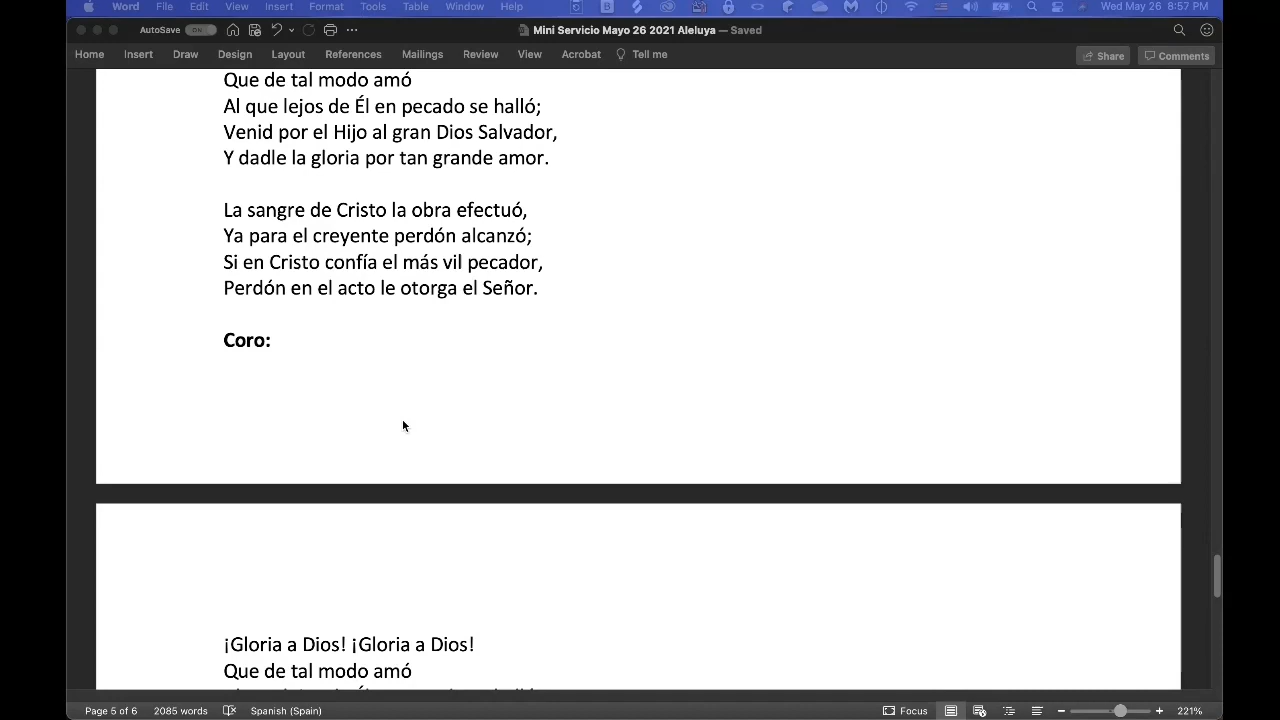 Word File Edit View Insert Format Tools Table Window Help Wed May 26 8:57 PM
AutoSave ON Mini Servicio Mayo 26 2021 Aleluya — Saved
Home Insert Draw Design Layout References Mailings Review View Acrobat Tell me Share Comments
Que de tal modo amó
Al que lejos de Él en pecado se halló;
Venid por el Hijo al gran Dios Salvador,
Y dadle la gloria por tan grande amor.
La sangre de Cristo la obra efectuó,
Ya para el creyente perdón alcanzó;
Si en Cristo confía el más vil pecador,
Perdón en el acto le otorga el Señor.
Coro:
¡Gloria a Dios! ¡Gloria a Dios!
Que de tal modo amó
Page 5 of 6 2085 words Spanish (Spain) Focus 221%